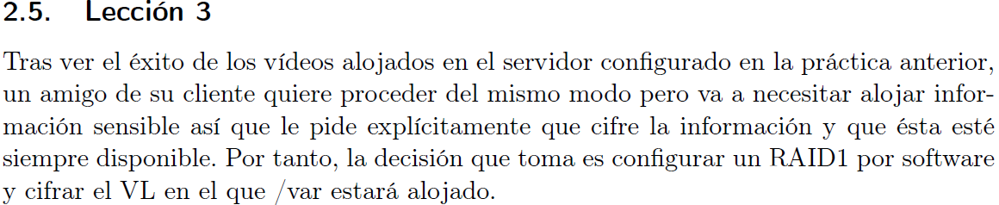 2.5. Lección 3
Tras ver el éxito de los vídeos alojados en el servidor configurado en la práctica anterior,
un amigo de su cliente quiere proceder del mismo modo pero va a necesitar alojar infor-
mación sensible así que le pide explícitamente que cifre la información y que ésta esté
siempre disponible. Por tanto, la decisión que toma es configurar un RAID1 por software
y cifrar el VL en el que /var estará alojado.